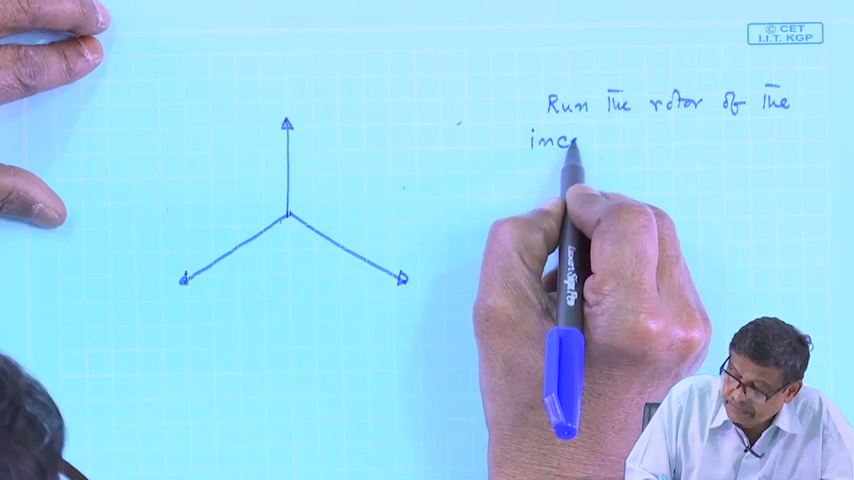 © CET
I.I.T. KGP
Run The rotor of The
inc